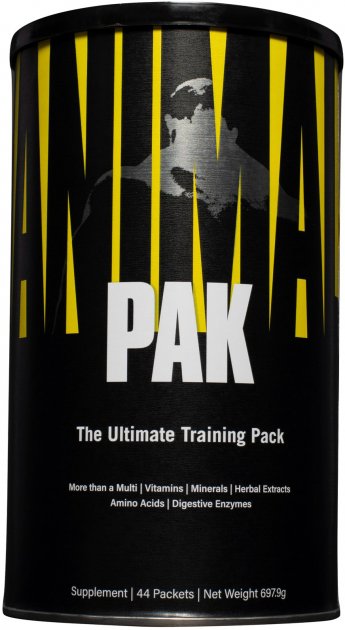 ANIMAL
PAK
The Ultimate Training Pack
More than a Multi | Vitamins | Minerals | Herbal Extracts
Amino Acids | Digestive Enzymes
Supplement | 44 Packets | Net Weight 697.9g